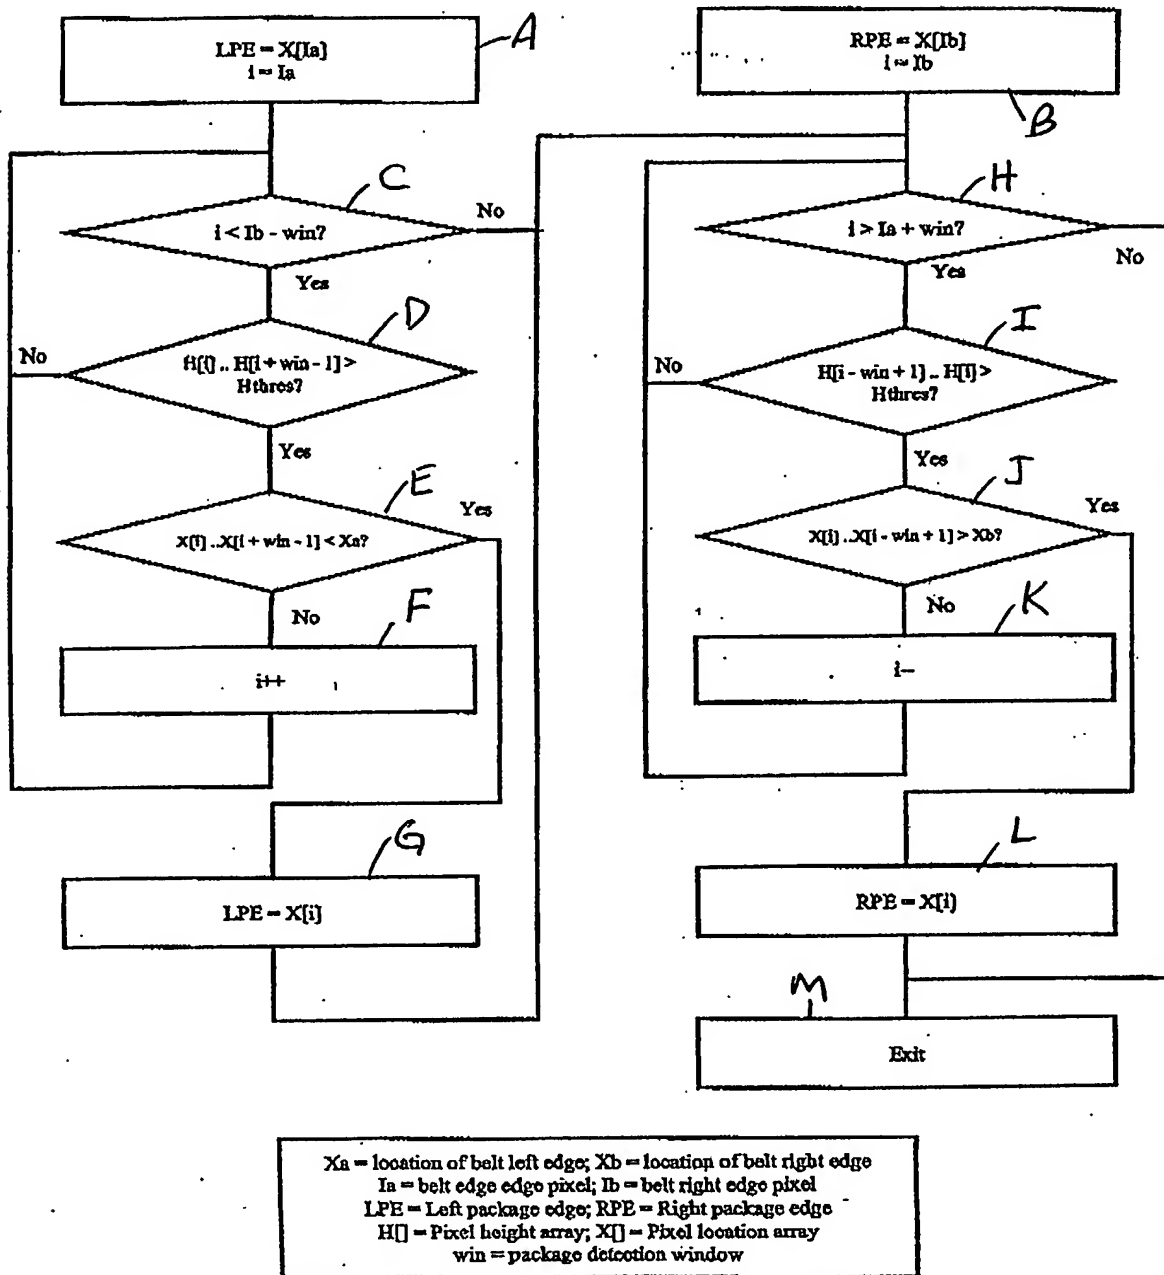 LPE = X[Ia]
i = Ia
A
RPE = X[Ib]
i = Ib
B
C
i < Ib - win?
No
Yes
D
H[i] .. H[i + win - 1] >
Hthres?
No
Yes
E
X[i] ..X[i + win - 1] < Xa?
Yes
No
F
i++
G
LPE = X[i]
H
i > Ia + win?
No
Yes
I
H[i - win + 1] .. H[i] >
Hthres?
No
Yes
J
X[i] ..X[i - win + 1] > Xb?
Yes
No
K
i--
L
RPE = X[i]
M
Exit
Xa = location of belt left edge; Xb = location of belt right edge
Ia = belt edge edge pixel; Ib = belt right edge pixel
LPE = Left package edge; RPE = Right package edge
H[] = Pixel height array; X[] = Pixel location array
win = package detection window